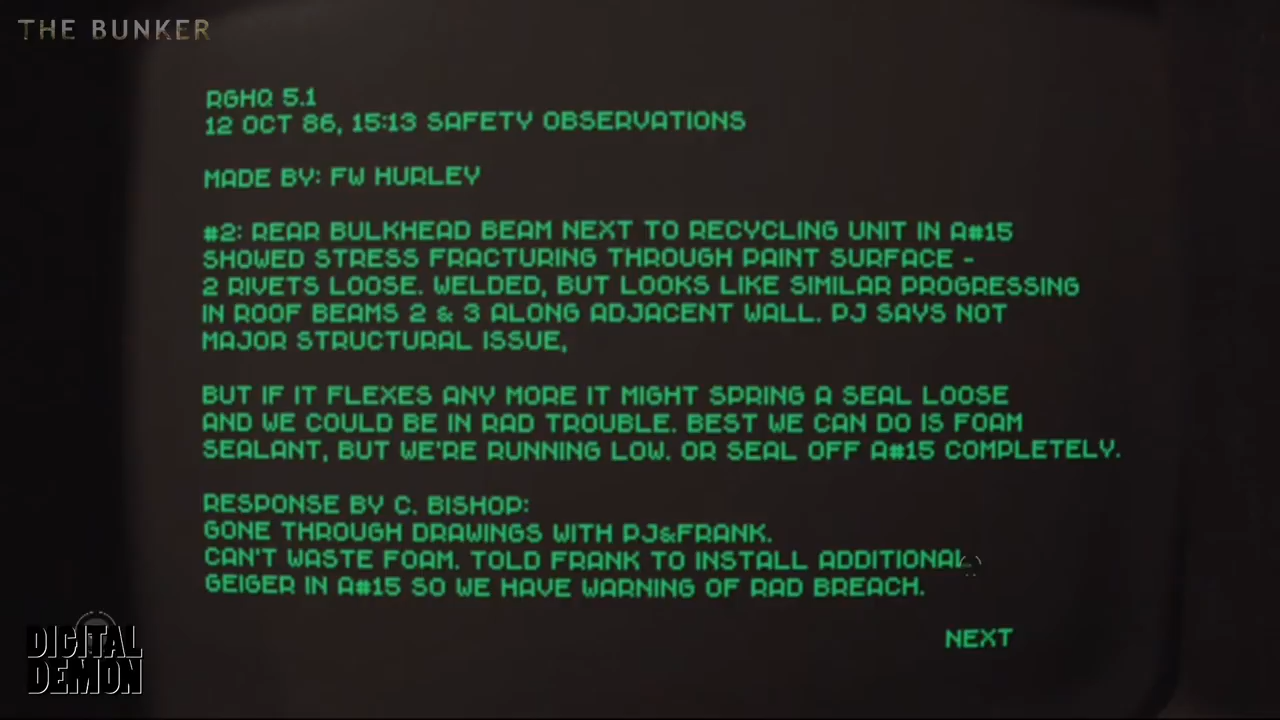 THE BUNKER
RGHQ 5.1
12 OCT 86, 15:13 SAFETY OBSERVATIONS
MADE BY: FW HURLEY
#2: REAR BULKHEAD BEAM NEXT TO RECYCLING UNIT IN A#15
SHOWED STRESS FRACTURING THROUGH PAINT SURFACE -
2 RIVETS LOOSE. WELDED, BUT LOOKS LIKE SIMILAR PROGRESSING
IN ROOF BEAMS 2 & 3 ALONG ADJACENT WALL. PJ SAYS NOT
MAJOR STRUCTURAL ISSUE,
BUT IF IT FLEXES ANY MORE IT MIGHT SPRING A SEAL LOOSE
AND WE COULD BE IN RAD TROUBLE. BEST WE CAN DO IS FOAM
SEALANT, BUT WE'RE RUNNING LOW. OR SEAL OFF A#15 COMPLETELY.
RESPONSE BY C. BISHOP:
GONE THROUGH DRAWINGS WITH PJ&FRANK.
CAN'T WASTE FOAM. TOLD FRANK TO INSTALL ADDITIONAL
GEIGER IN A#15 SO WE HAVE WARNING OF RAD BREACH.
NEXT
DIGITAL
DEMON